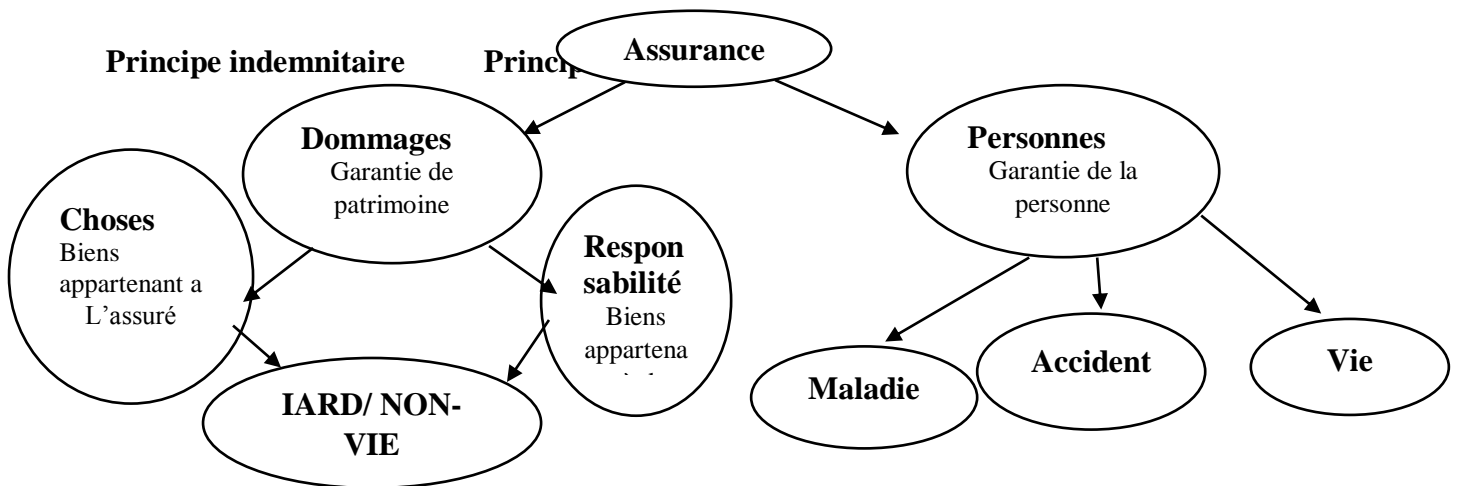 Assurance
Principe indemnitaire
Dommages
Garantie de
patrimoine
Personnes
Garantie de la
personne
Choses
Biens
appartenant a
L’assuré
Respon
sabilité
Biens
appartena
IARD/ NON-
VIE
Maladie
Accident
Vie